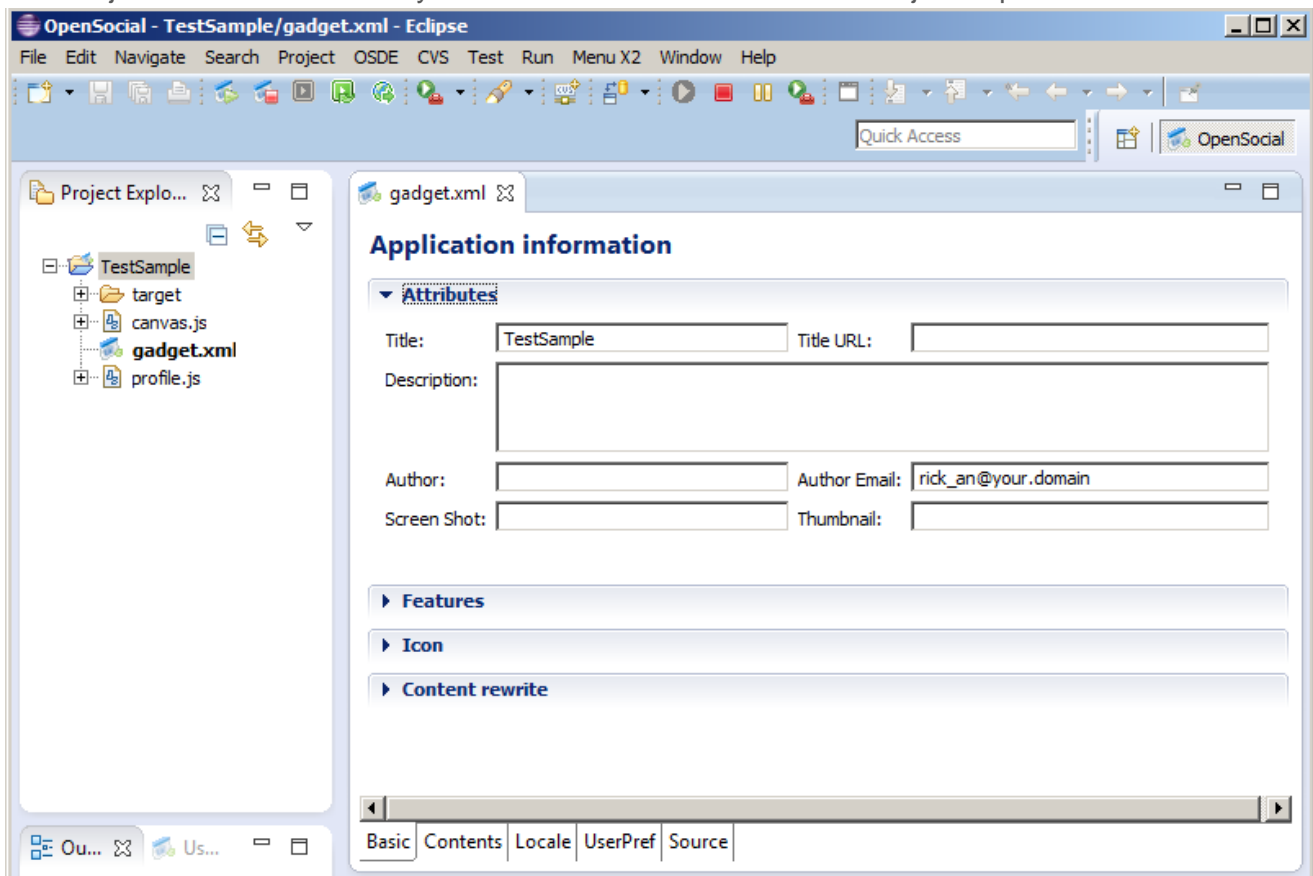 OpenSocial - TestSample/gadget.xml - Eclipse
File Edit Navigate Search Project OSDE CVS Test Run Menu X2 Window Help
Quick Access
OpenSocial
Project Explo...
gadget.xml
Application information
TestSample
target
canvas.js
gadget.xml
profile.js
Attributes
Title: TestSample Title URL:
Description:
Author: Author Email: rick_an@your.domain
Screen Shot: Thumbnail:
Features
Icon
Content rewrite
Basic Contents Locale UserPref Source
Ou... Us...